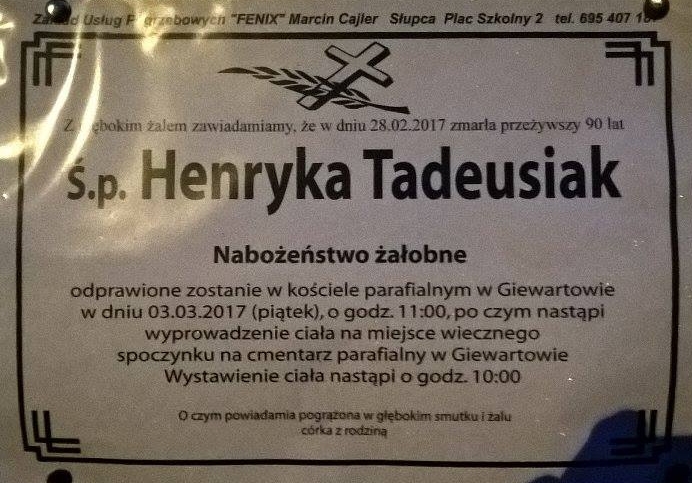 Zakład Usług Pogrzebowych "FENIX" Marcin Cajler Słupca Plac Szkolny 2 tel. 695 407
Z głębokim żalem zawiadamiamy, że w dniu 28.02.2017 zmarła przeżywszy 90 lat
ś.p. Henryka Tadeusiak
Nabożeństwo żałobne
odprawione zostanie w kościele parafialnym w Giewartowie
w dniu 03.03.2017 (piątek), o godz. 11:00, po czym nastąpi
wyprowadzenie ciała na miejsce wiecznego
spoczynku na cmentarz parafialny w Giewartowie
Wystawienie ciała nastąpi o godz. 10:00
O czym powiadamia pogrążona w głębokim smutku i żalu
córka z rodziną